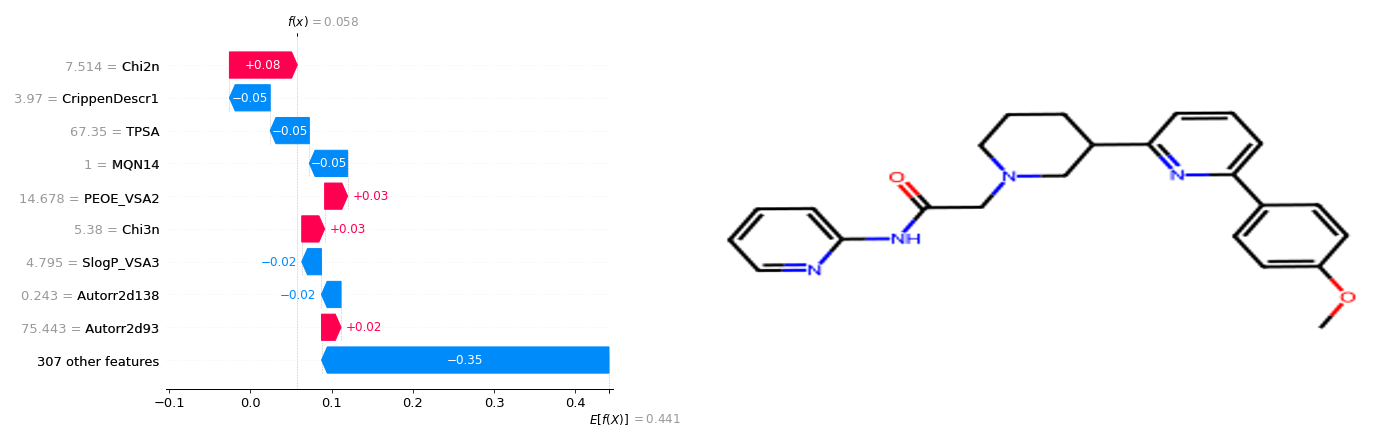 f(x) = 0.058
7.514 = Chi2n
+0.08
3.97 = CrippenDescr1
−0.05
67.35 = TPSA
−0.05
1 = MQN14
−0.05
14.678 = PEOE_VSA2
+0.03
5.38 = Chi3n
+0.03
4.795 = SlogP_VSA3
−0.02
0.243 = Autorr2d138
−0.02
75.443 = Autorr2d93
+0.02
307 other features
−0.35
−0.1 0.0 0.1 0.2 0.3 0.4
E[f(X)] = 0.441
N
O
N
NH
N
O